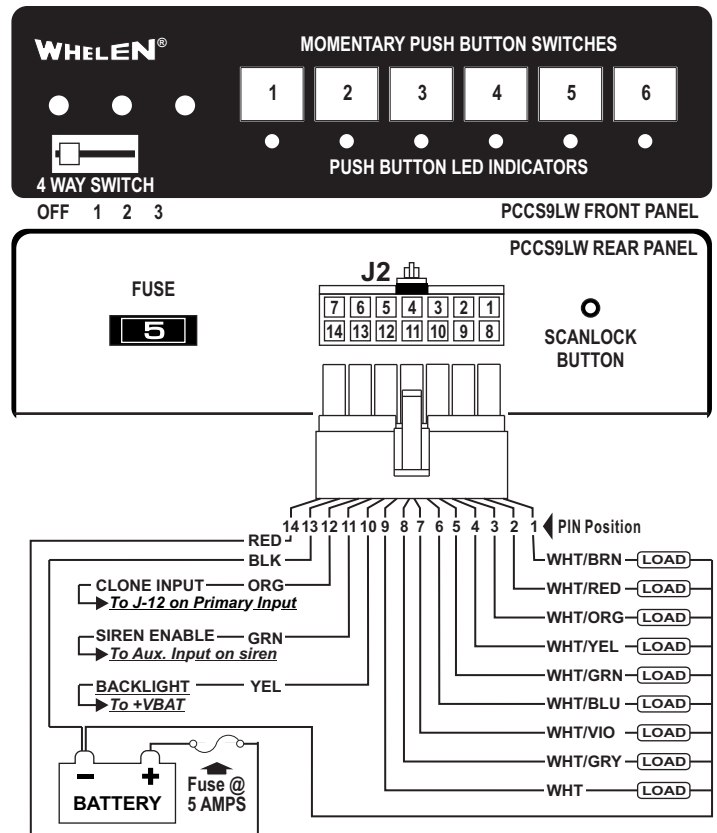 WHELEN®
MOMENTARY PUSH BUTTON SWITCHES
1 2 3 4 5 6
PUSH BUTTON LED INDICATORS
4 WAY SWITCH
OFF 1 2 3
PCCS9LW FRONT PANEL
PCCS9LW REAR PANEL
J2
FUSE
5
7 6 5 4 3 2 1
14 13 12 11 10 9 8
SCANLOCK
BUTTON
14 13 12 11 10 9 8 7 6 5 4 3 2 1 PIN Position
RED
BLK
CLONE INPUT ORG
To J-12 on Primary Input
SIREN ENABLE GRN
To Aux. Input on siren
BACKLIGHT YEL
To +VBAT
WHT/BRN LOAD
WHT/RED LOAD
WHT/ORG LOAD
WHT/YEL LOAD
WHT/GRN LOAD
WHT/BLU LOAD
WHT/VIO LOAD
WHT/GRY LOAD
WHT LOAD
- +
BATTERY
Fuse @
5 AMPS